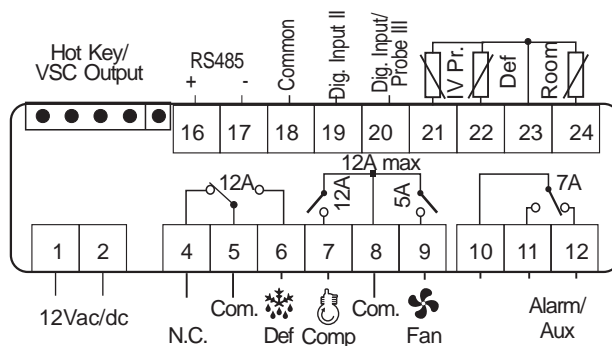 Hot Key/
VSC Output
RS485
+ -
Common
Dig. Input II
Dig. Input/
Probe III
IV Pr.
Def
Room
16 17 18 19 20 21 22 23 24
12A max
12A 12A 5A 7A
1 2 4 5 6 7 8 9 10 11 12
12Vac/dc
N.C. Com. Def Comp Com. Fan
Alarm/
Aux